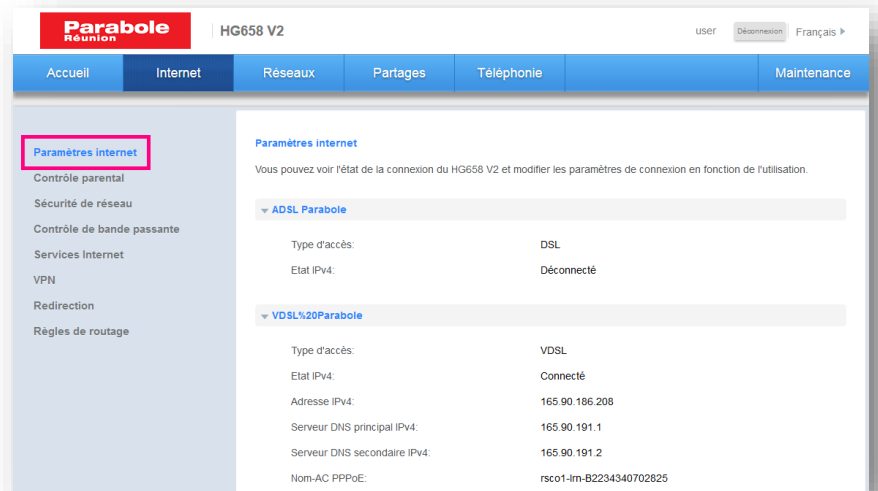 Parabole
Réunion
HG658 V2
user
Déconnexion
Français
Accueil
Internet
Réseaux
Partages
Téléphonie
Maintenance
Paramètres internet
Contrôle parental
Sécurité de réseau
Contrôle de bande passante
Services Internet
VPN
Redirection
Règles de routage
Paramètres internet
Vous pouvez voir l'état de la connexion du HG658 V2 et modifier les paramètres de connexion en fonction de l'utilisation.
ADSL Parabole
Type d'accès: DSL
Etat IPv4: Déconnecté
VDSL%20Parabole
Type d'accès: VDSL
Etat IPv4: Connecté
Adresse IPv4: 165.90.186.208
Serveur DNS principal IPv4: 165.90.191.1
Serveur DNS secondaire IPv4: 165.90.191.2
Nom-AC PPPoE: rsco1-lrn-B2234340702825